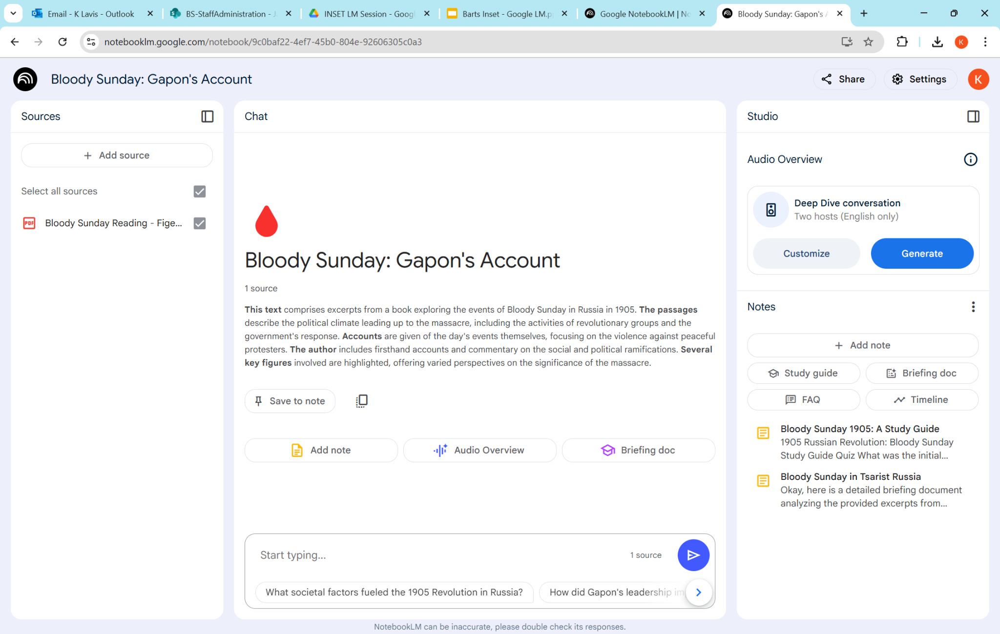 Email - K Lavis - Outlook
BS-StaffAdministration -
INSET LM Session - Googl
Barts Inset - Google LM.p
Google NotebookLM | No
Bloody Sunday: Gapon's A
notebooklm.google.com/notebook/9c0baf22-4ef7-45b0-804e-92606305c0a3
K
Bloody Sunday: Gapon's Account
Share
Settings
K
Sources
+ Add source
Select all sources
PDF
Bloody Sunday Reading - Fige...
Chat
Bloody Sunday: Gapon's Account
1 source
This text comprises excerpts from a book exploring the events of Bloody Sunday in Russia in 1905. The passages
describe the political climate leading up to the massacre, including the activities of revolutionary groups and the
government's response. Accounts are given of the day's events themselves, focusing on the violence against peaceful
protesters. The author includes firsthand accounts and commentary on the social and political ramifications. Several
key figures involved are highlighted, offering varied perspectives on the significance of the massacre.
Save to note
Add note
Audio Overview
Briefing doc
Start typing...
1 source
What societal factors fueled the 1905 Revolution in Russia?
How did Gapon's leadership im
NotebookLM can be inaccurate, please double check its responses.
Studio
Audio Overview
Deep Dive conversation
Two hosts (English only)
Customize
Generate
Notes
+ Add note
Study guide
Briefing doc
FAQ
Timeline
Bloody Sunday 1905: A Study Guide
1905 Russian Revolution: Bloody Sunday
Study Guide Quiz What was the initial...
Bloody Sunday in Tsarist Russia
Okay, here is a detailed briefing document
analyzing the provided excerpts from...